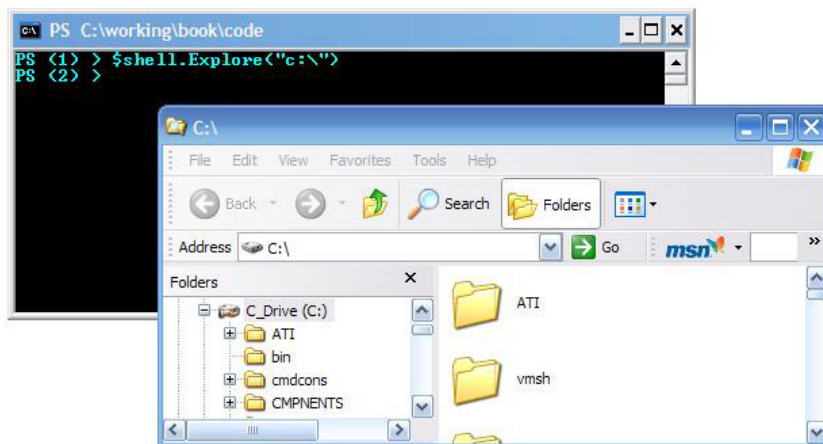 PS C:\working\book\code
PS (1) > $shell.Explore("c:\")
PS (2) >
C:\
File Edit View Favorites Tools Help
Back Search Folders
Address C:\ Go msn »
Folders X
C_Drive (C:)
ATI
bin
cmdcons
CMPNENTS
ATI
vmsh